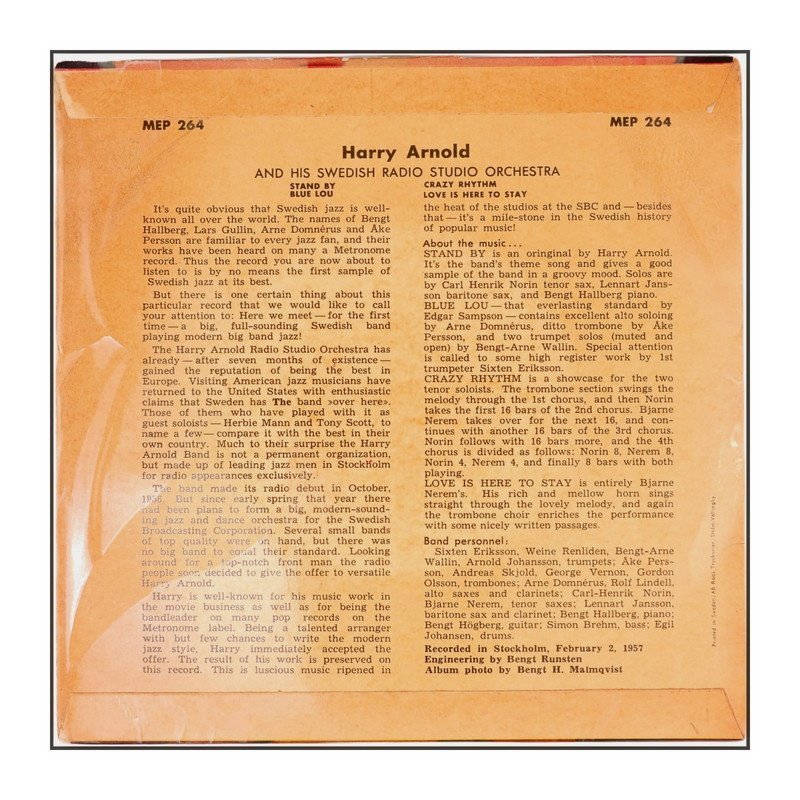 MEP 264
MEP 264
Harry Arnold
AND HIS SWEDISH RADIO STUDIO ORCHESTRA
STAND BY
BLUE LOU
CRAZY RHYTHM
LOVE IS HERE TO STAY
It's quite obvious that Swedish jazz is well-
known all over the world. The names of Bengt
Hallberg, Lars Gullin, Arne Domnérus and Åke
Persson are familiar to every jazz fan, and their
works have been heard on many a Metronome
record. Thus the record you are now about to
listen to is by no means the first sample of
Swedish jazz at its best.
But there is one certain thing about this
particular record that we would like to call
your attention to: Here we meet — for the first
time — a big, full-sounding Swedish band
playing modern big band jazz!
The Harry Arnold Radio Studio Orchestra has
already — after seven months of existence —
gained the reputation of being the best in
Europe. Visiting American jazz musicians have
returned to the United States with enthusiastic
claims that Sweden has The band »over here».
Those of them who have played with it as
guest soloists — Herbie Mann and Tony Scott, to
name a few — compare it with the best in their
own country. Much to their surprise the Harry
Arnold Band is not a permanent organization,
but made up of leading jazz men in Stockholm
for radio appearances exclusively.
The band made its radio debut in October,
1956. But since early spring that year there
had been plans to form a big, modern-sound-
ing jazz and dance orchestra for the Swedish
Broadcasting Corporation. Several small bands
of top quality were on hand, but there was
no big band to equal their standard. Looking
around for a top-notch front man the radio
people soon decided to give the offer to versatile
Harry Arnold.
Harry is well-known for his music work in
the movie business as well as for being the
bandleader on many pop records on the
Metronome label. Being a talented arranger
with but few chances to write the modern
jazz style, Harry immediately accepted the
offer. The result of his work is preserved on
this record. This is luscious music ripened in
the heat of the studios at the SBC and — besides
that — it's a mile-stone in the Swedish history
of popular music!
About the music...
STAND BY is an oringinal by Harry Arnold.
It's the band's theme song and gives a good
sample of the band in a groovy mood. Solos are
by Carl Henrik Norin tenor sax, Lennart Jans-
son baritone sax, and Bengt Hallberg piano.
BLUE LOU — that everlasting standard by
Edgar Sampson — contains excellent alto soloing
by Arne Domnérus, ditto trombone by Åke
Persson, and two trumpet solos (muted and
open) by Bengt-Arne Wallin. Special attention
is called to some high register work by 1st
trumpeter Sixten Eriksson.
CRAZY RHYTHM is a showcase for the two
tenor soloists. The trombone section swings the
melody through the 1st chorus, and then Norin
takes the first 16 bars of the 2nd chorus. Bjarne
Nerem takes over for the next 16, and con-
tinues with another 16 bars of the 3rd chorus.
Norin follows with 16 bars more, and the 4th
chorus is divided as follows: Norin 8, Nerem 8,
Norin 4, Nerem 4, and finally 8 bars with both
playing.
LOVE IS HERE TO STAY is entirely Bjarne
Nerem's. His rich and mellow horn sings
straight through the lovely melody, and again
the trombone choir enriches the performance
with some nicely written passages.
Band personnel:
Sixten Eriksson, Weine Renliden, Bengt-Arne
Wallin, Arnold Johansson, trumpets; Åke Pers-
son, Andreas Skjold, George Vernon, Gordon
Olsson, trombones; Arne Domnérus, Rolf Lindell,
alto saxes and clarinets; Carl-Henrik Norin,
Bjarne Nerem, tenor saxes; Lennart Jansson,
baritone sax and clarinet; Bengt Hallberg, piano;
Bengt Högberg, guitar; Simon Brehm, bass; Egil
Johansen, drums.
Recorded in Stockholm, February 2, 1957
Engineering by Bengt Runsten
Album photo by Bengt H. Malmqvist
Printed in Sweden